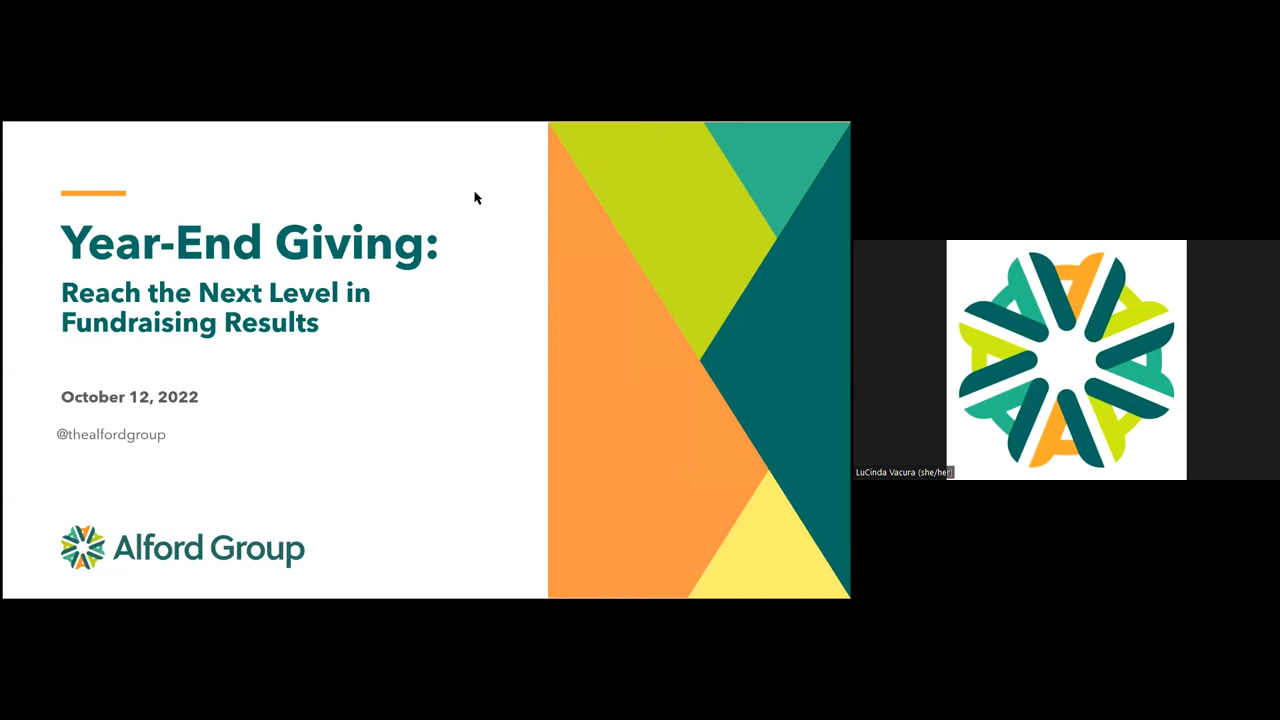 Year-End Giving:
Reach the Next Level in
Fundraising Results
October 12, 2022
@thealfordgroup
Alford Group
LuCinda Vacura (she/her)